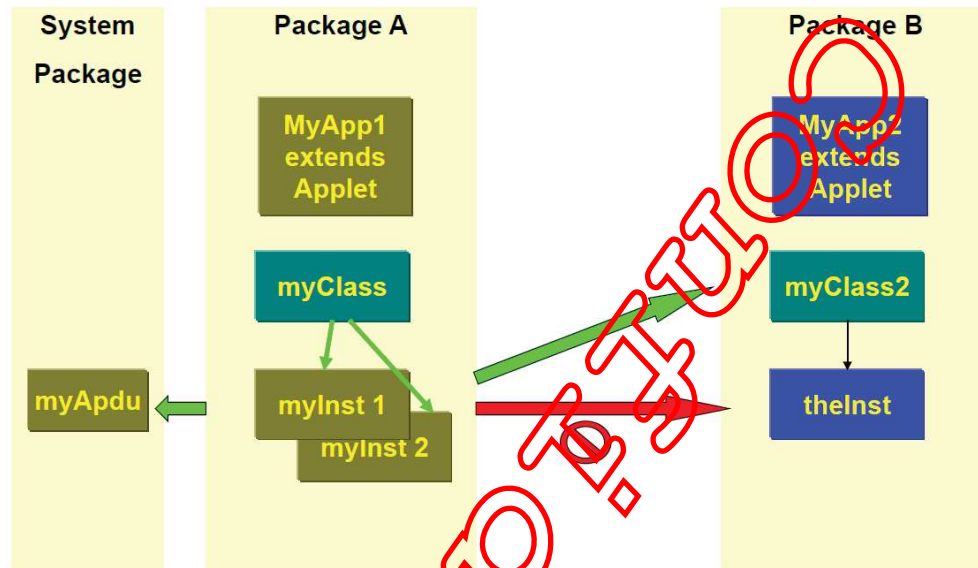 System
Package
Package A
Package B
MyApp1
extends
Applet
MyApp2
extends
Applet
myClass
myClass2
myApdu
myInst 1
myInst 2
theInst